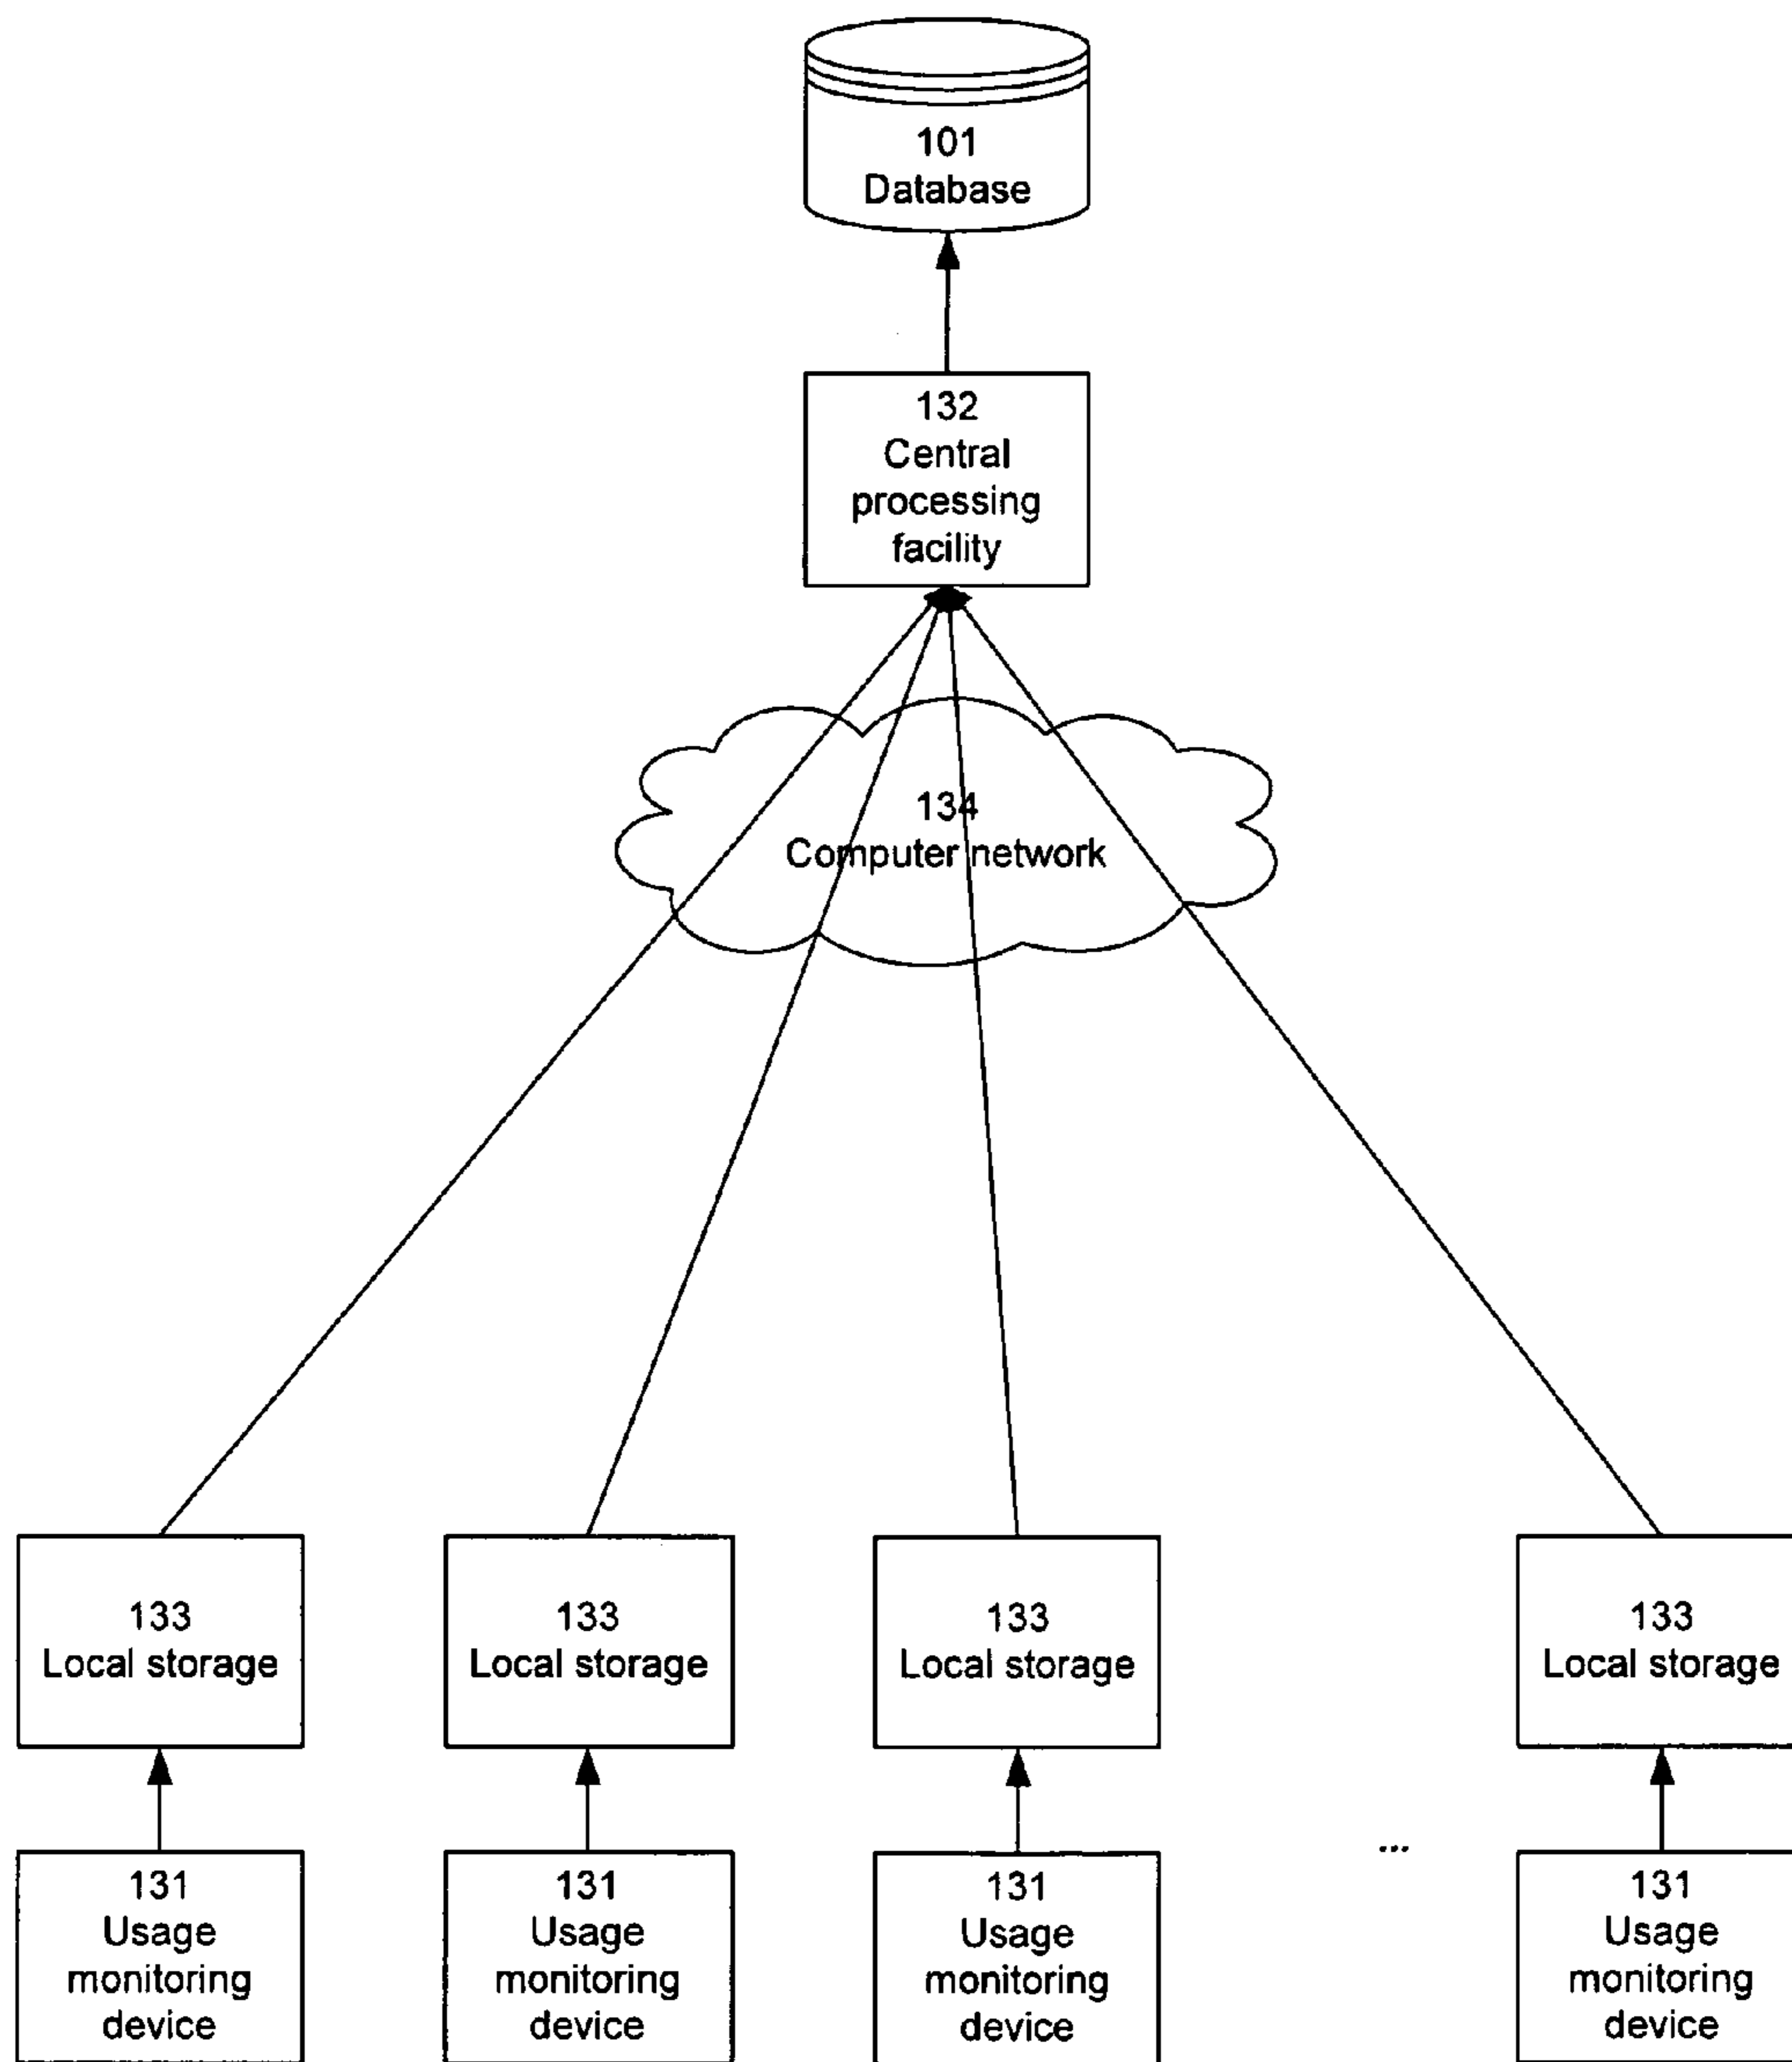 101
Database
132
Central
processing
facility
134
Computer network
133
Local storage
133
Local storage
133
Local storage
133
Local storage
...
131
Usage
monitoring
device
131
Usage
monitoring
device
131
Usage
monitoring
device
131
Usage
monitoring
device